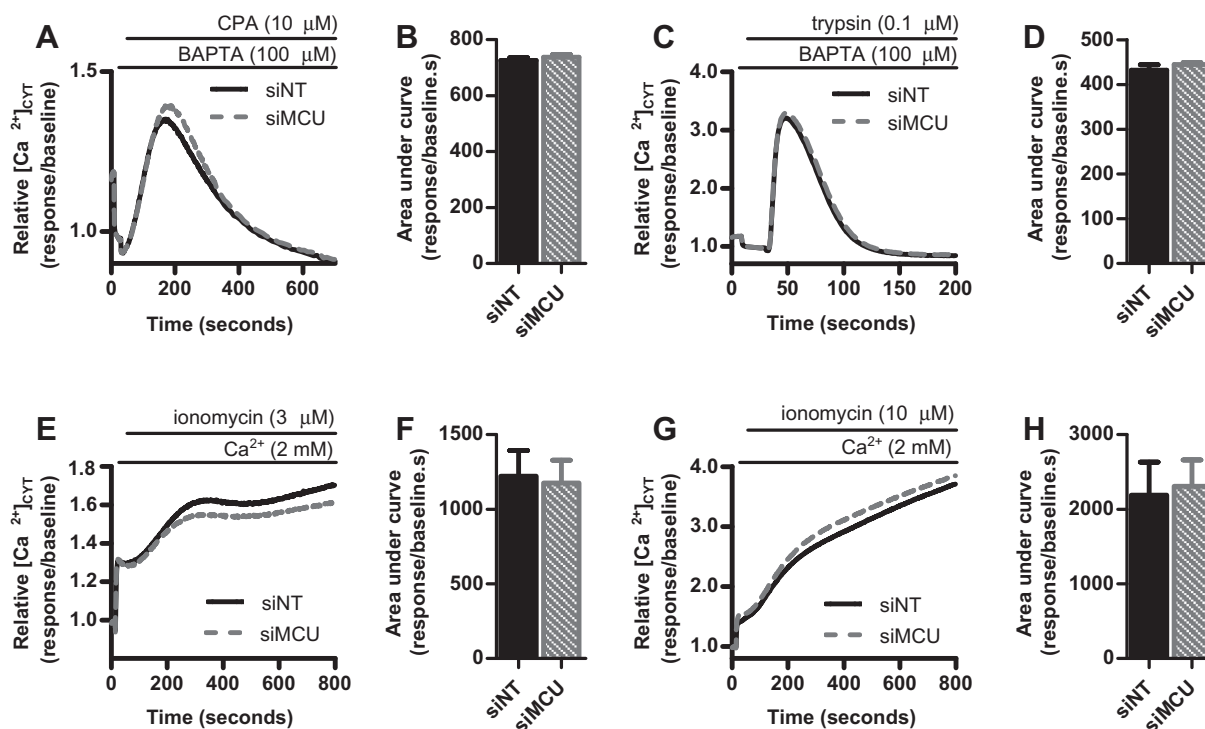 A
CPA (10 μM)
BAPTA (100 μM)
Relative [Ca 2+]CYT
(response/baseline)
1.5
1.0
siNT
siMCU
0 200 400 600
Time (seconds)
B
Area under curve
(response/baseline.s)
800
600
400
200
0
siNT
siMCU
C
trypsin (0.1 μM)
BAPTA (100 μM)
Relative [Ca 2+]CYT
(response/baseline)
4.0
3.0
2.0
1.0
siNT
siMCU
0 50 50 100 200
Time (seconds)
D
Area under curve
(response/baseline.s)
500
400
300
200
100
0
siNT
siMCU
E
ionomycin (3 μM)
Ca2+ (2 mM)
Relative [Ca 2+]CYT
(response/baseline)
1.8
1.6
1.4
1.2
1.0
siNT
siMCU
0 200 400 600 800
Time (seconds)
F
Area under curve
(response/baseline.s)
1500
1000
500
0
siNT
siMCU
G
ionomycin (10 μM)
Ca2+ (2 mM)
Relative [Ca 2+]CYT
(response/baseline)
4.0
3.0
2.0
1.0
siNT
siMCU
0 200 400 600 800
Time (seconds)
H
Area under curve
(response/baseline.s)
3000
2000
1000
0
siNT
siMCU